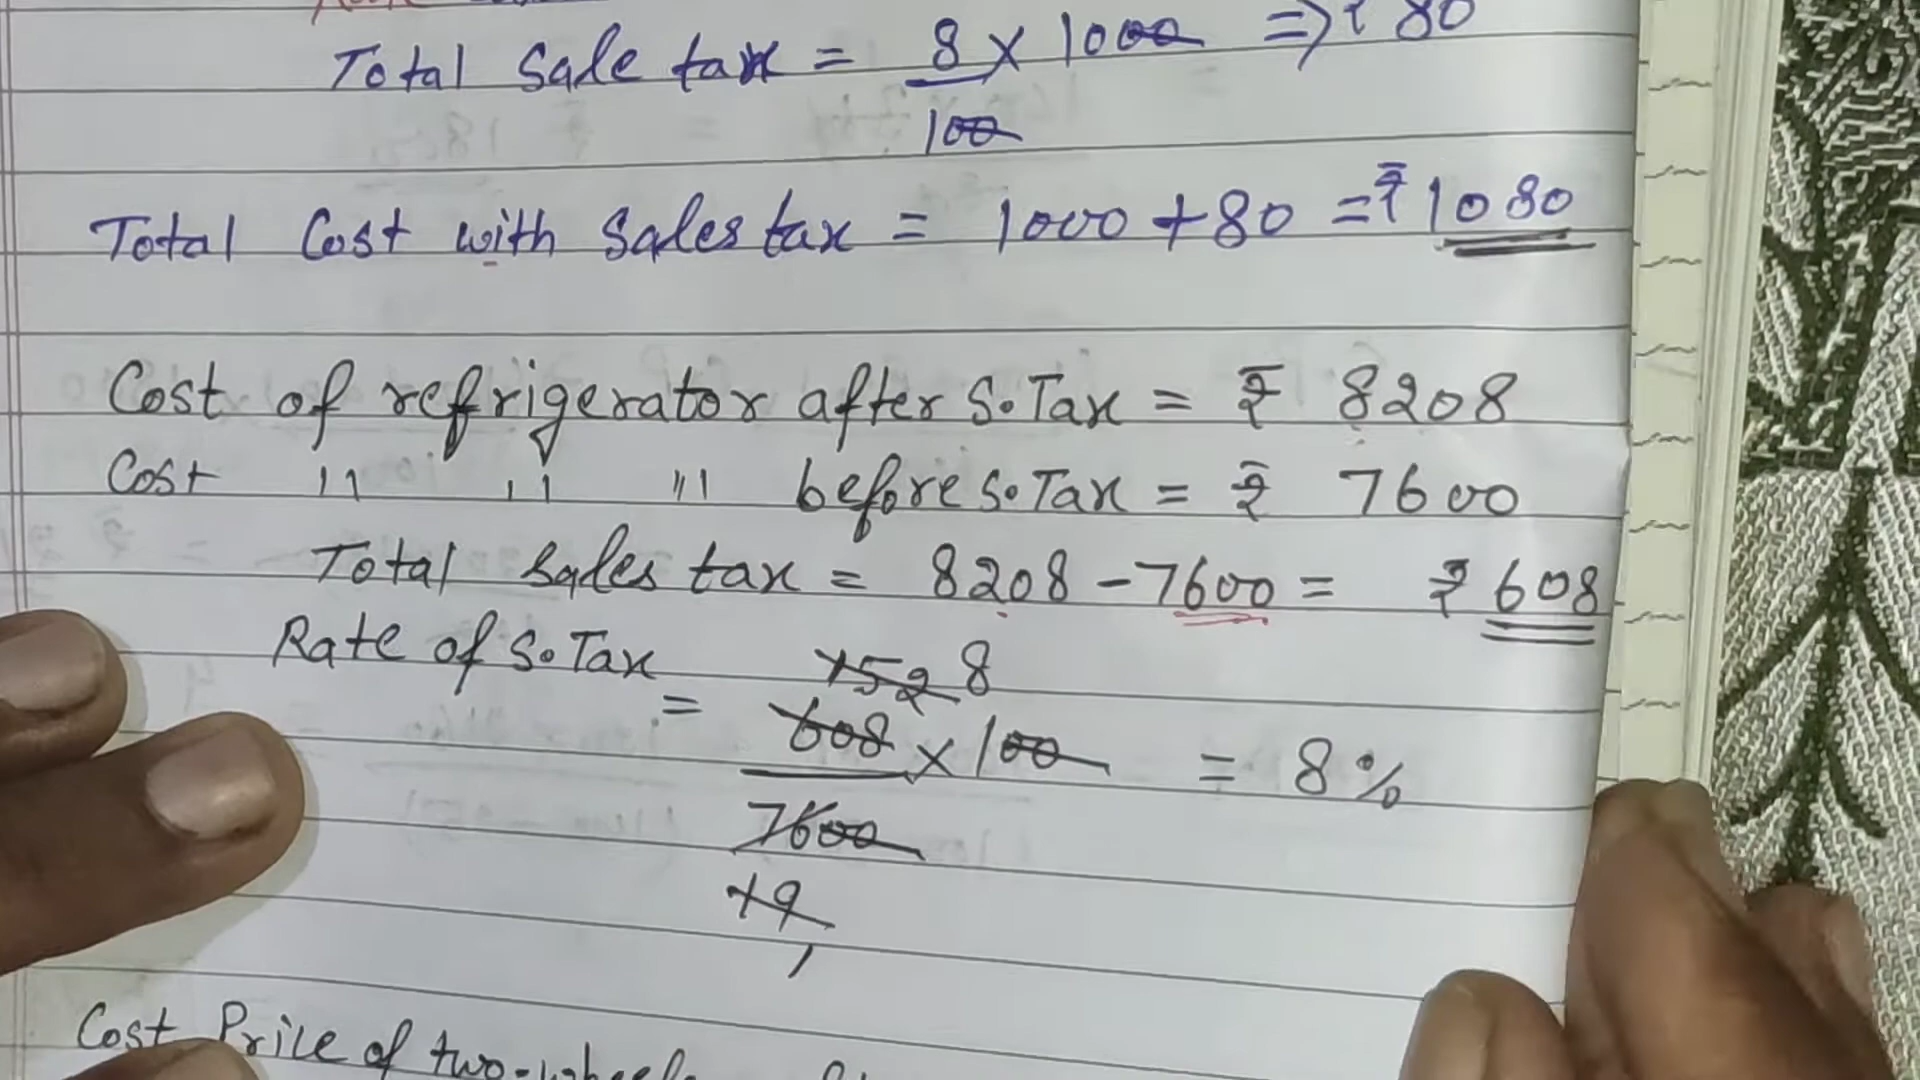 Total Sale tax = 8 x 1000 => ₹ 80
100
Total Cost with Sales tax = 1000 + 80 = ₹ 1080
Cost of refrigerator after S.Tax = ₹ 8208
Cost " " " before S.Tax = ₹ 7600
Total Sales tax = 8208 - 7600 = ₹ 608
Rate of S.Tax
152 8
= 608 x 100 = 8%
7600
19
1
Cost Price of two-wheeler